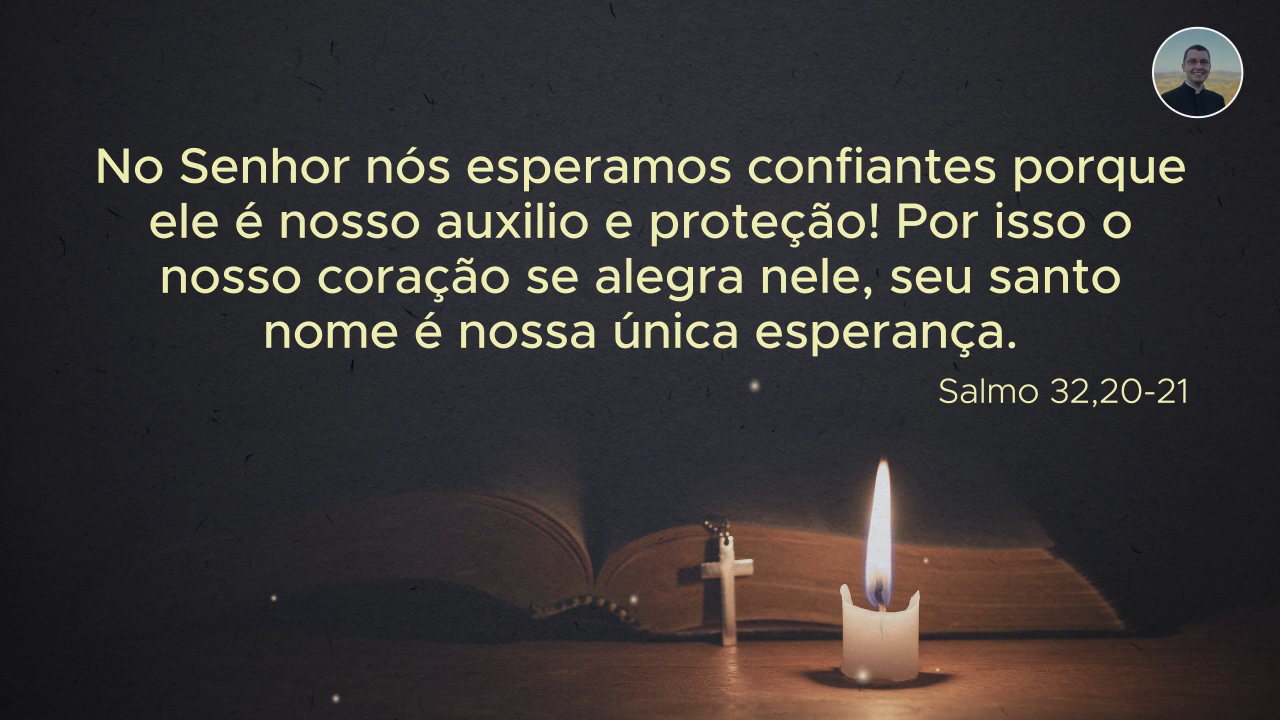 No Senhor nós esperamos confiantes porque
ele é nosso auxilio e proteção! Por isso o
nosso coração se alegra nele, seu santo
nome é nossa única esperança.
Salmo 32,20-21